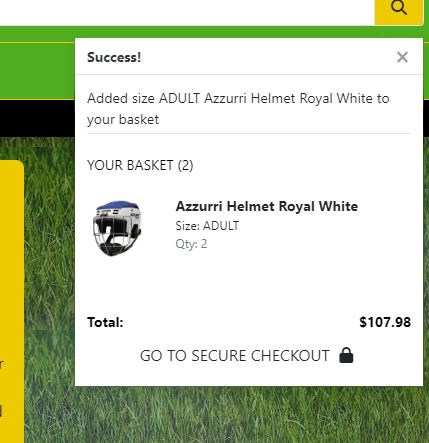 Success!
×
Added size ADULT Azzurri Helmet Royal White to
your basket
YOUR BASKET (2)
Azzurri Helmet Royal White
Size: ADULT
Qty: 2
Total: $107.98
GO TO SECURE CHECKOUT